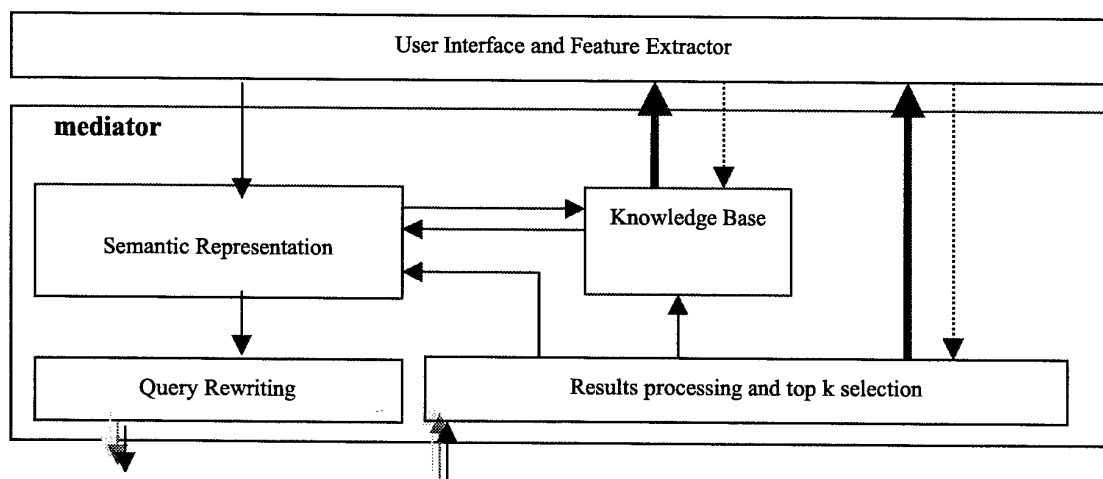 User Interface and Feature Extractor
mediator
Knowledge Base
Semantic Representation
Query Rewriting
Results processing and top k selection